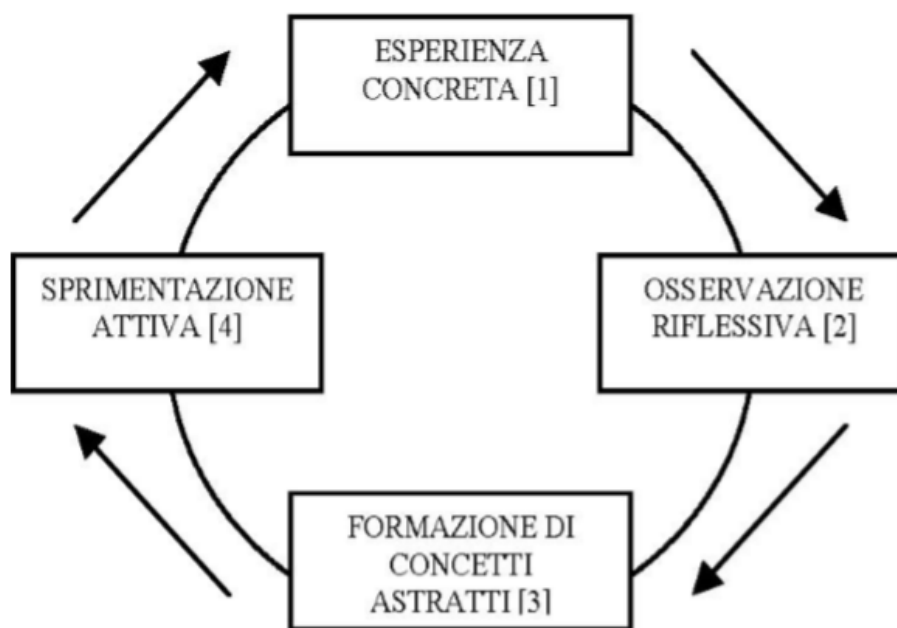 ESPERIENZA
CONCRETA [1]
SPRIMENTAZIONE
ATTIVA [4]
OSSERVAZIONE
RIFLESSIVA [2]
FORMAZIONE DI
CONCETTI
ASTRATTI [3]